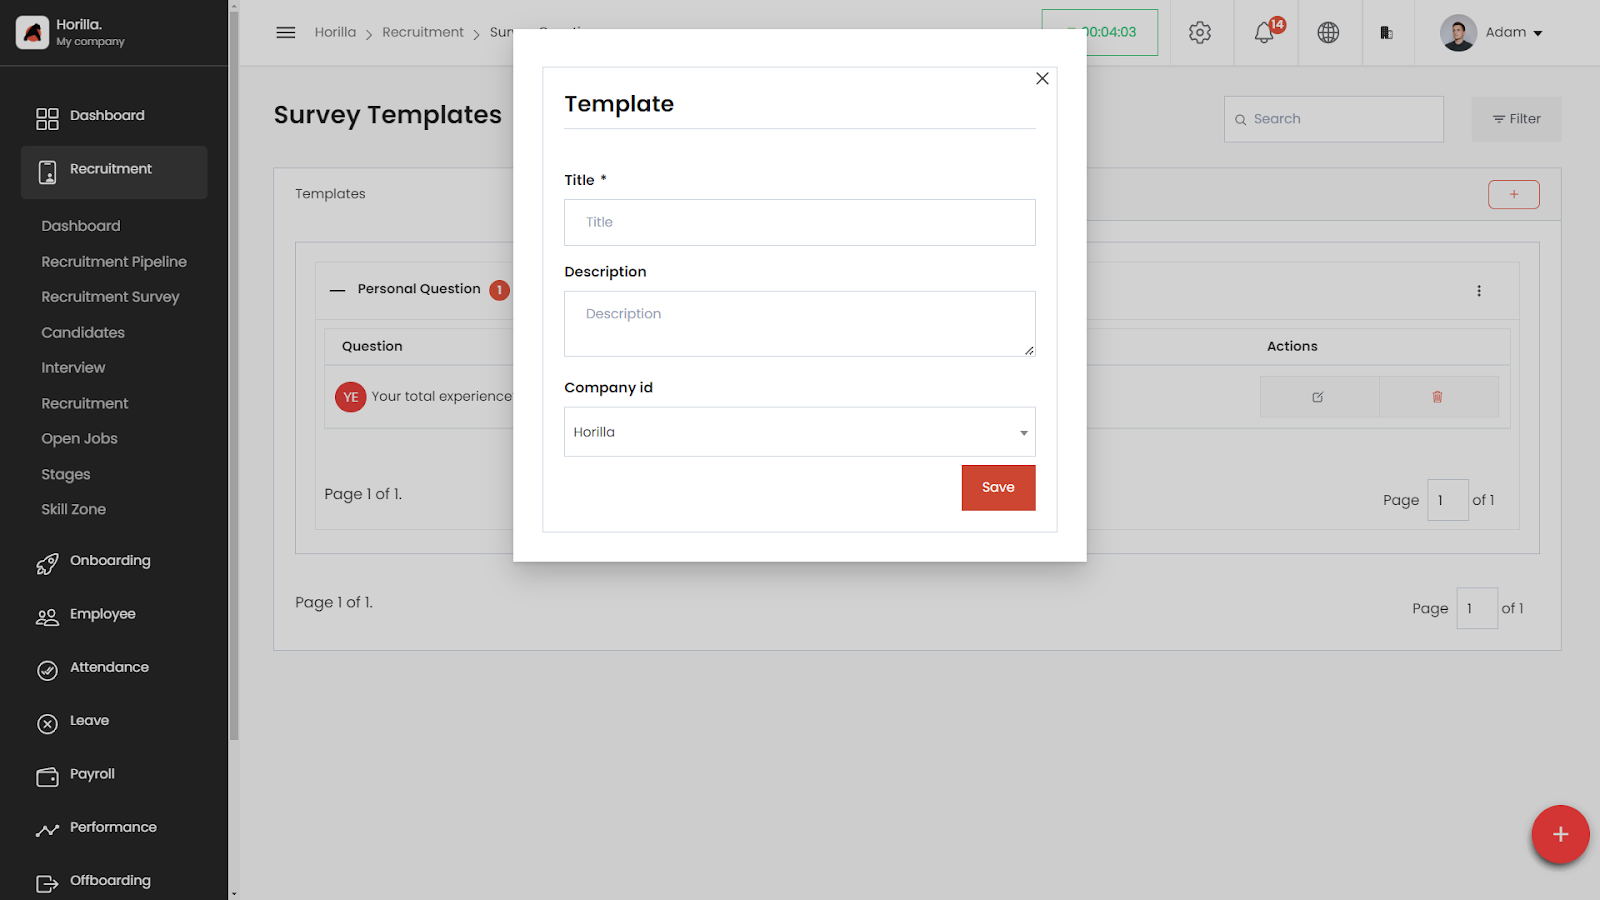 Horilla.
My company
Dashboard
Recruitment
Dashboard
Recruitment Pipeline
Recruitment Survey
Candidates
Interview
Recruitment
Open Jobs
Stages
Skill Zone
Onboarding
Employee
Attendance
Leave
Payroll
Performance
Offboarding
Horilla > Recruitment >
00:04:03
14
Adam
Survey Templates
Search
Filter
Templates
+
Personal Question 1
Question
Actions
YE Your total experience
Page 1 of 1.
Page 1 of 1
Page 1 of 1.
Page 1 of 1
Template
Title *
Title
Description
Description
Company id
Horilla
Save
+